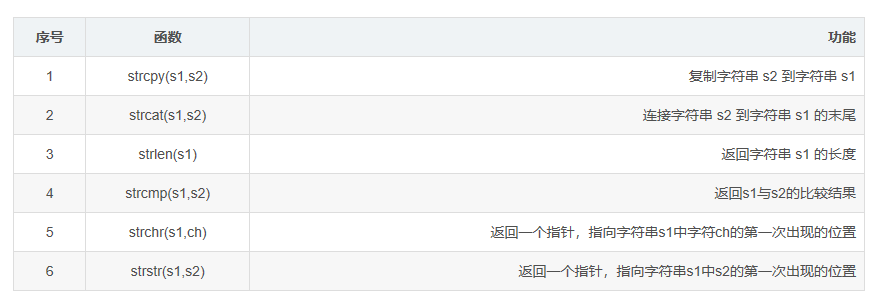 序号 函数 功能
1 strcpy(s1,s2) 复制字符串 s2 到字符串 s1
2 strcat(s1,s2) 连接字符串 s2 到字符串 s1 的末尾
3 strlen(s1) 返回字符串 s1 的长度
4 strcmp(s1,s2) 返回s1与s2的比较结果
5 strchr(s1,ch) 返回一个指针，指向字符串s1中字符ch的第一次出现的位置
6 strstr(s1,s2) 返回一个指针，指向字符串s1中s2的第一次出现的位置